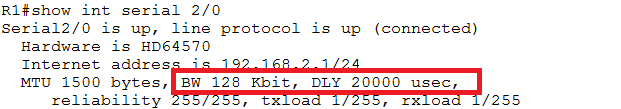 R1#show int serial 2/0
Serial2/0 is up, line protocol is up (connected)
Hardware is HD64570
Internet address is 192.168.2.1/24
MTU 1500 bytes, BW 128 Kbit, DLY 20000 usec,
reliability 255/255, txload 1/255, rxload 1/255